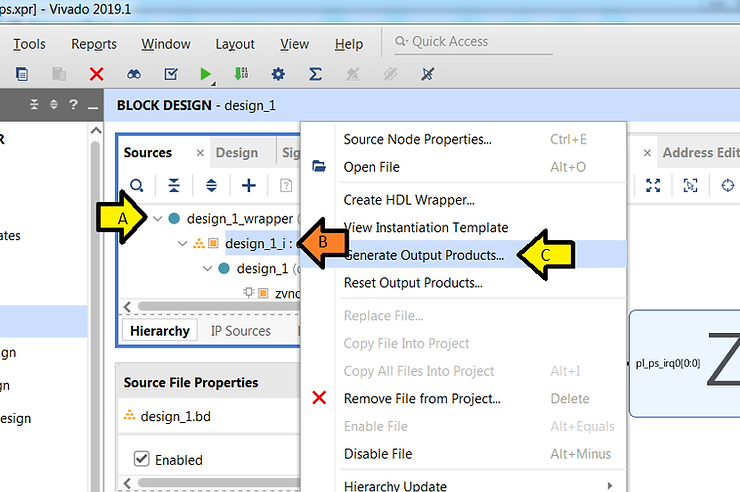 ps.xpr] - Vivado 2019.1
Tools Reports Window Layout View Help Quick Access
BLOCK DESIGN - design_1
Sources Design Sig Address Edit
design_1_wrapper (
design_1_i :
design_1 (
zynq
Hierarchy IP Sources
Source File Properties
design_1.bd
Enabled
R
ates
gn
gn
esign
A
B
C
Source Node Properties... Ctrl+E
Open File Alt+O
Create HDL Wrapper...
View Instantiation Template
Generate Output Products...
Reset Output Products...
Replace File...
Copy File Into Project
Copy All Files Into Project Alt+I
Remove File from Project... Delete
Enable File Alt+Equals
Disable File Alt+Minus
Hierarchy Update
pl_ps_irq0[0:0]
Z